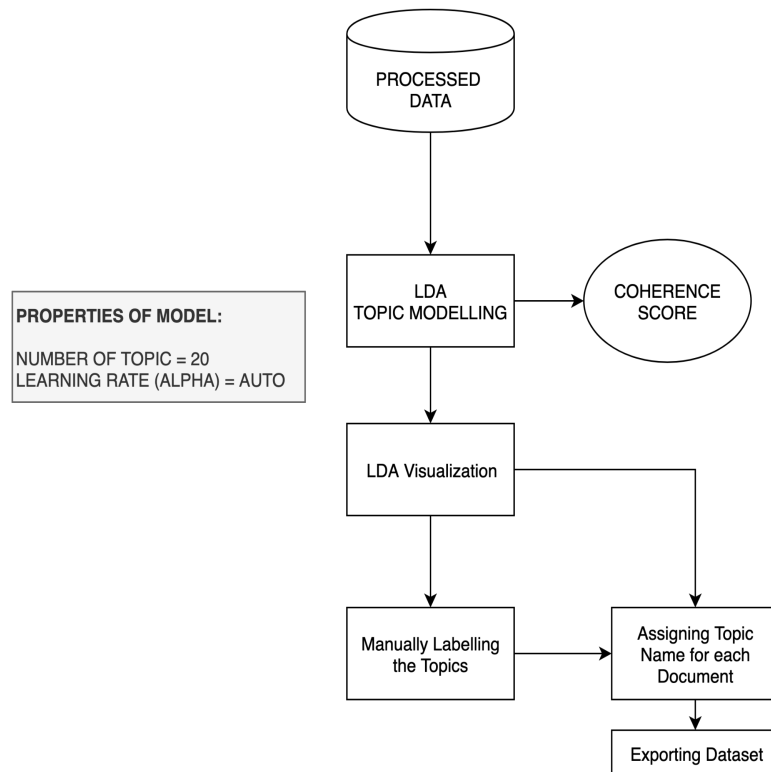 PROCESSED
DATA
LDA
TOPIC MODELLING
COHERENCE
SCORE
PROPERTIES OF MODEL:
NUMBER OF TOPIC = 20
LEARNING RATE (ALPHA) = AUTO
LDA Visualization
Manually Labelling
the Topics
Assigning Topic
Name for each
Document
Exporting Dataset